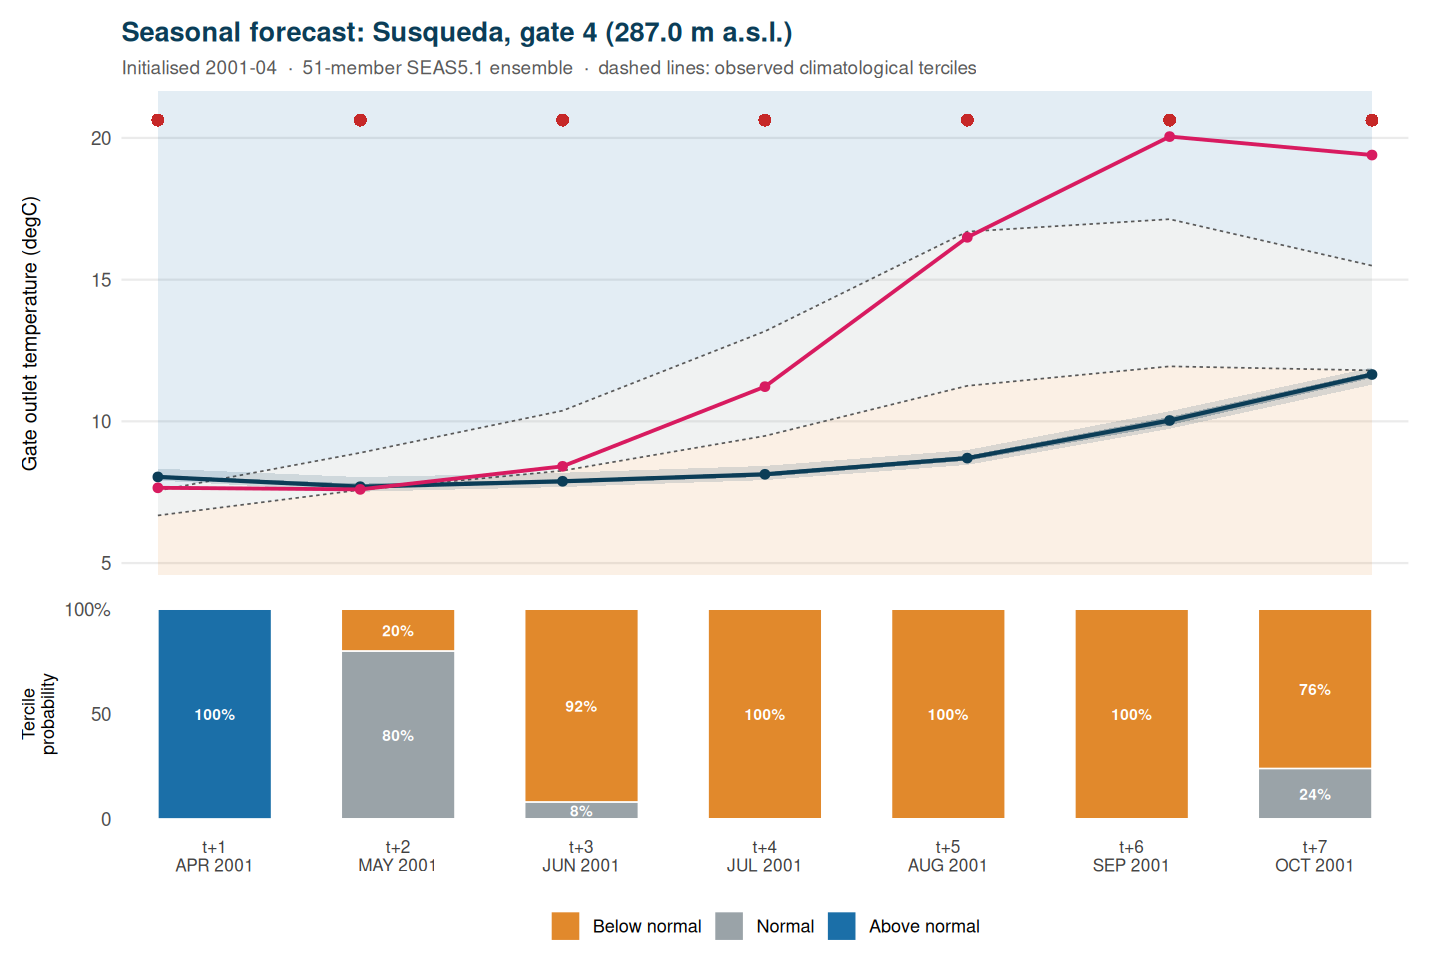 Seasonal forecast: Susqueda, gate 4 (287.0 m a.s.l.)
Initialised 2001-04 · 51-member SEAS5.1 ensemble · dashed lines: observed climatological terciles
Gate outlet temperature (degC)
20
15
10
5
Tercile
probability
100%
50
0
100%
20%
80%
92%
8%
100%
100%
100%
76%
24%
t+1
APR 2001
t+2
MAY 2001
t+3
JUN 2001
t+4
JUL 2001
t+5
AUG 2001
t+6
SEP 2001
t+7
OCT 2001
Below normal
Normal
Above normal